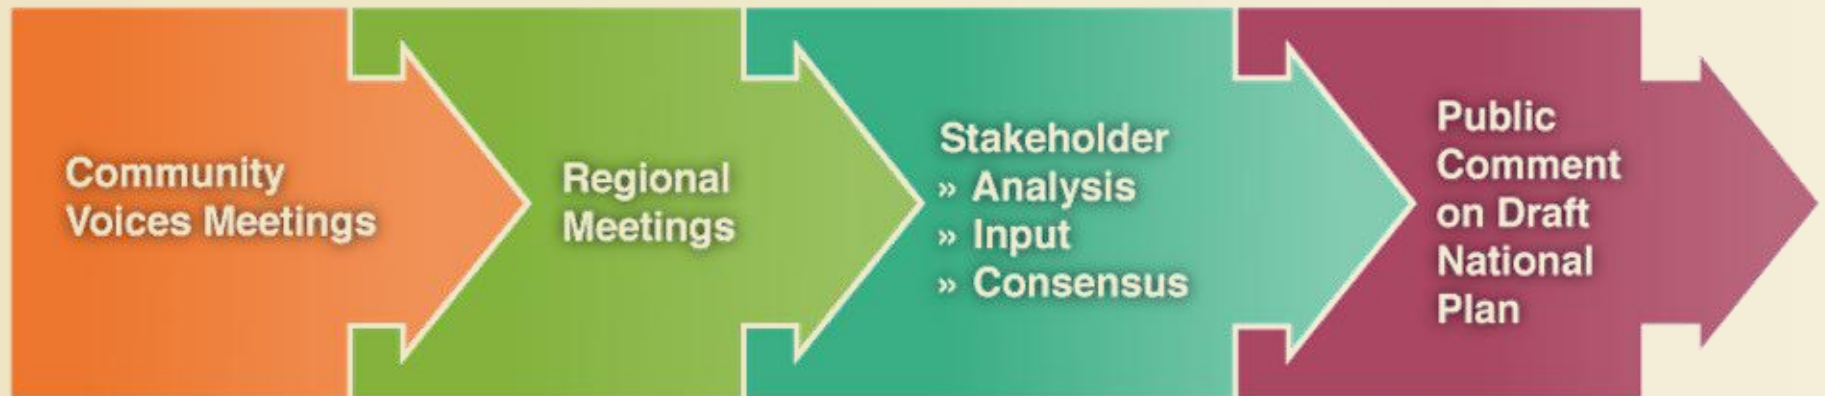 Community
Voices Meetings
Regional
Meetings
Stakeholder
» Analysis
» Input
» Consensus
Public
Comment
on Draft
National
Plan